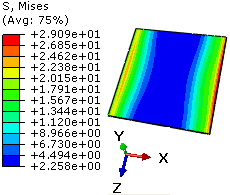 S, Mises
(Avg: 75%)
+2.909e+01
+2.685e+01
+2.462e+01
+2.238e+01
+2.015e+01
+1.791e+01
+1.567e+01
+1.344e+01
+1.120e+01
+8.966e+00
+6.730e+00
+4.494e+00
+2.258e+00
Y
X
Z